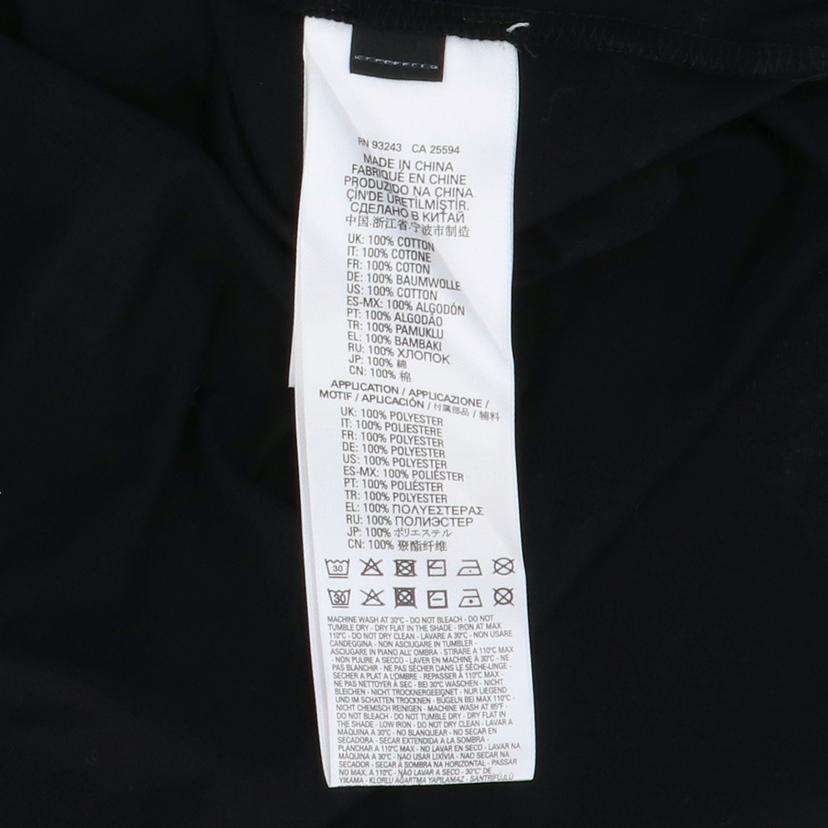 RN 93243 CA 25594
MADE IN CHINA
FABRIQUÉ EN CHINE
PRODUZIDO NA CHINA
ÇİN'DE ÜRETİLMİŞTİR.
СДЕЛАНО В КИТАЙ
中国.浙江省.宁波市制造
UK: 100% COTTON
IT: 100% COTONE
FR: 100% COTON
DE: 100% BAUMWOLLE
US: 100% COTTON
ES-MX: 100% ALGODÓN
PT: 100% ALGODÃO
TR: 100% PAMUKLU
EL: 100% BAMBAKI
RU: 100% ХЛОПОК
JP: 100% 綿
CN: 100% 棉
APPLICATION / APPLICAZIONE /
MOTIF / APLICACIÓN / 付属部品 / 辅料
UK: 100% POLYESTER
IT: 100% POLIESTERE
FR: 100% POLYESTER
DE: 100% POLYESTER
US: 100% POLYESTER
ES-MX: 100% POLIÉSTER
PT: 100% POLIÉSTER
TR: 100% POLYESTER
EL: 100% ΠΟΛΥΕΣΤΕΡΑΣ
RU: 100% ПОЛИЭСТЕР
JP: 100% ポリエステル
CN: 100% 聚酯纤维
30
30
MACHINE WASH AT 30°C - DO NOT BLEACH - DO NOT
TUMBLE DRY - DRY FLAT IN THE SHADE - IRON AT MAX
110°C - DO NOT DRY CLEAN - LAVARE A 30°C - NON USARE
CANDEGGINA - NON ASCIUGARE IN TUMBLER -
ASCIUGARE IN PIANO ALL' OMBRA - STIRARE A 110°C MAX
- NON PULIRE A SECCO - LAVER EN MACHINE À 30°C - NE
PAS BLANCHIR - NE PAS SÉCHER DANS LE SÈCHE-LINGE -
SÉCHER A PLAT A L'OMBRE - REPASSER À 110°C MAX -
NE PAS NETTOYER À SEC - BEI 30°C WASCHEN - NICHT
BLEICHEN - NICHT TROCKNERGEEIGNET - NUR LIEGEND
UND IM SCHATTEN TROCKNEN - BÜGELN BEI MAX 110°C -
NICHT CHEMISCH REINIGEN - MACHINE WASH AT 85°F -
DO NOT BLEACH - DO NOT TUMBLE DRY - DRY FLAT IN
THE SHADE - LOW IRON - DO NOT DRY CLEAN - LAVAR A
MÁQUINA A 30°C - NO BLANQUEAR - NO SECAR EN
SECADORA - SECAR EXTENDIDA A LA SOMBRA -
PLANCHAR A 110°C MAX - NO LAVAR EN SECO - LAVAR NA
MÁQUINA A 30°C - NÃO USAR LIXÍVIA - NÃO SECAR NA
SECADOR - SECAR À SOMBRA NA HORIZONTAL - PASSAR
NO MAX, A 110°C - NÃO LAVAR A SECO - 30°C' DE
YIKAMA - KLORLU AĞARTMA YAPILAMAZ - SANTRİFÜJLÜ